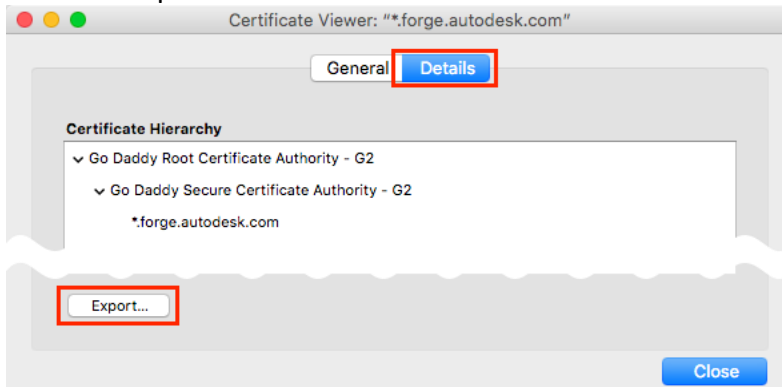 Certificate Viewer: “*.forge.autodesk.com”
General Details
Certificate Hierarchy
Go Daddy Root Certificate Authority - G2
Go Daddy Secure Certificate Authority - G2
*.forge.autodesk.com
Export...
Close